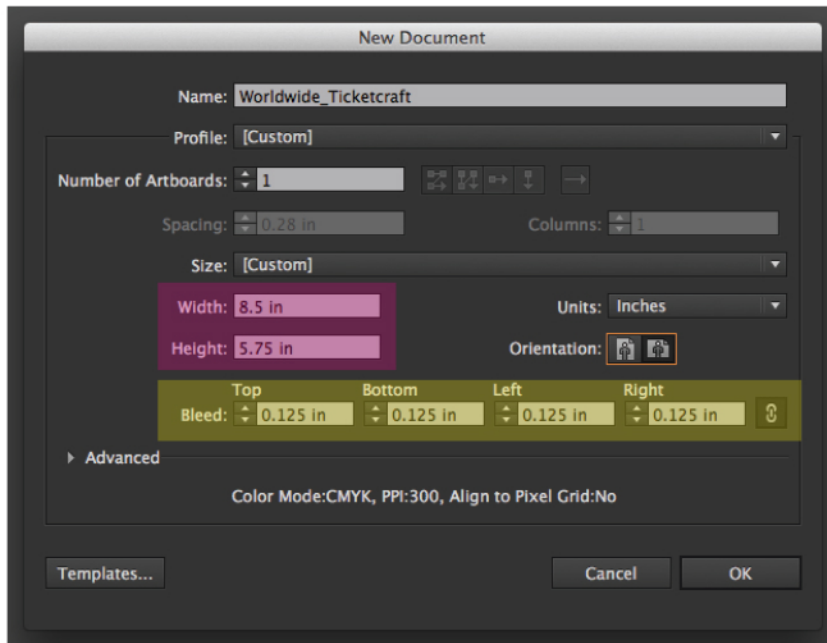 New Document
Name: Worldwide_Ticketcraft
Profile: [Custom]
Number of Artboards: 1
Spacing: 0.28 in Columns: 1
Size: [Custom]
Width: 8.5 in Units: Inches
Height: 5.75 in Orientation:
Top Bottom Left Right
Bleed: 0.125 in 0.125 in 0.125 in 0.125 in
Advanced
Color Mode:CMYK, PPI:300, Align to Pixel Grid:No
Templates... Cancel OK